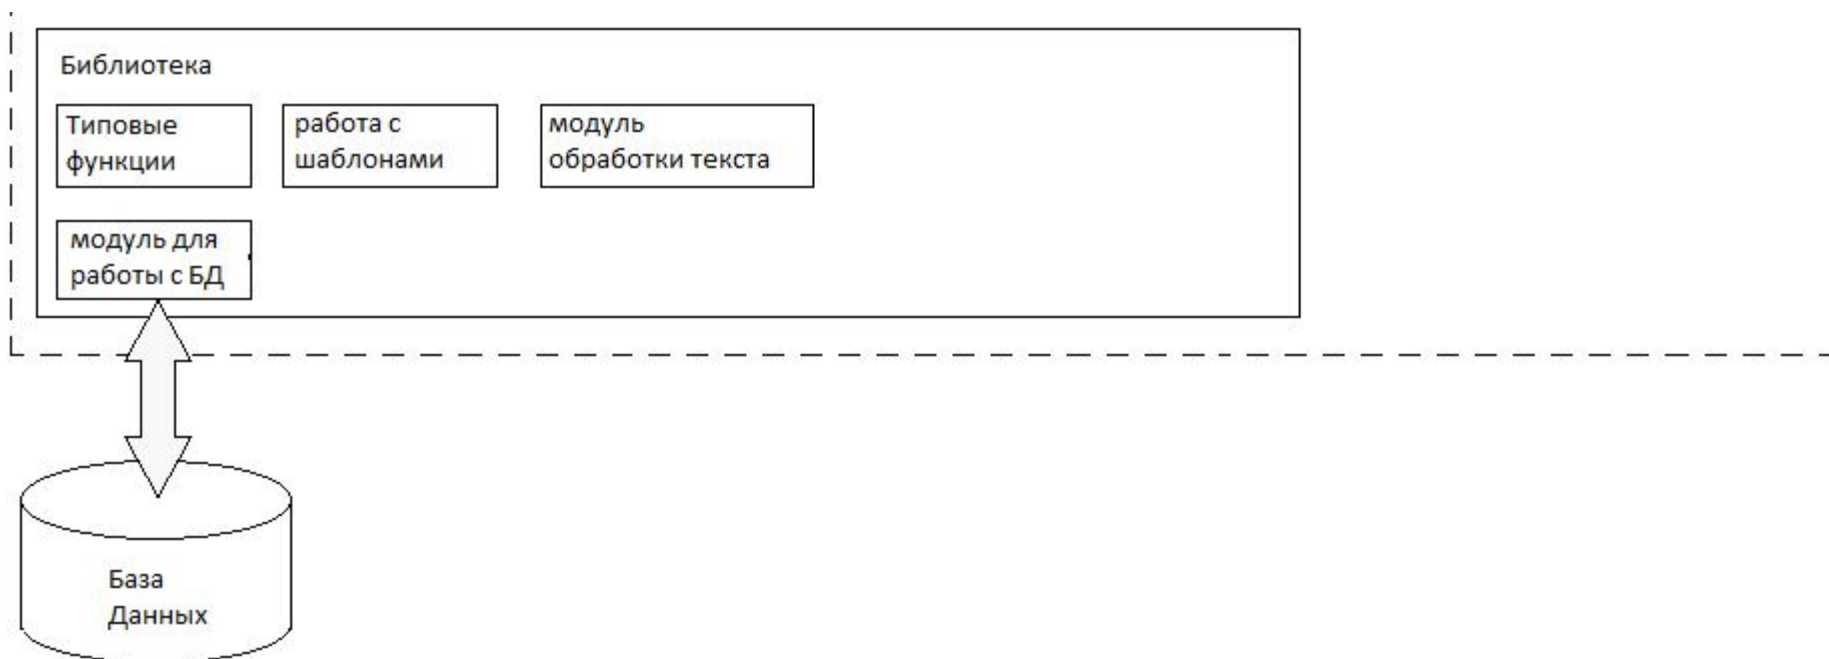 Библиотека
Типовые
функции
работа с
шаблонами
модуль
обработки текста
модуль для
работы с БД
База
Данных